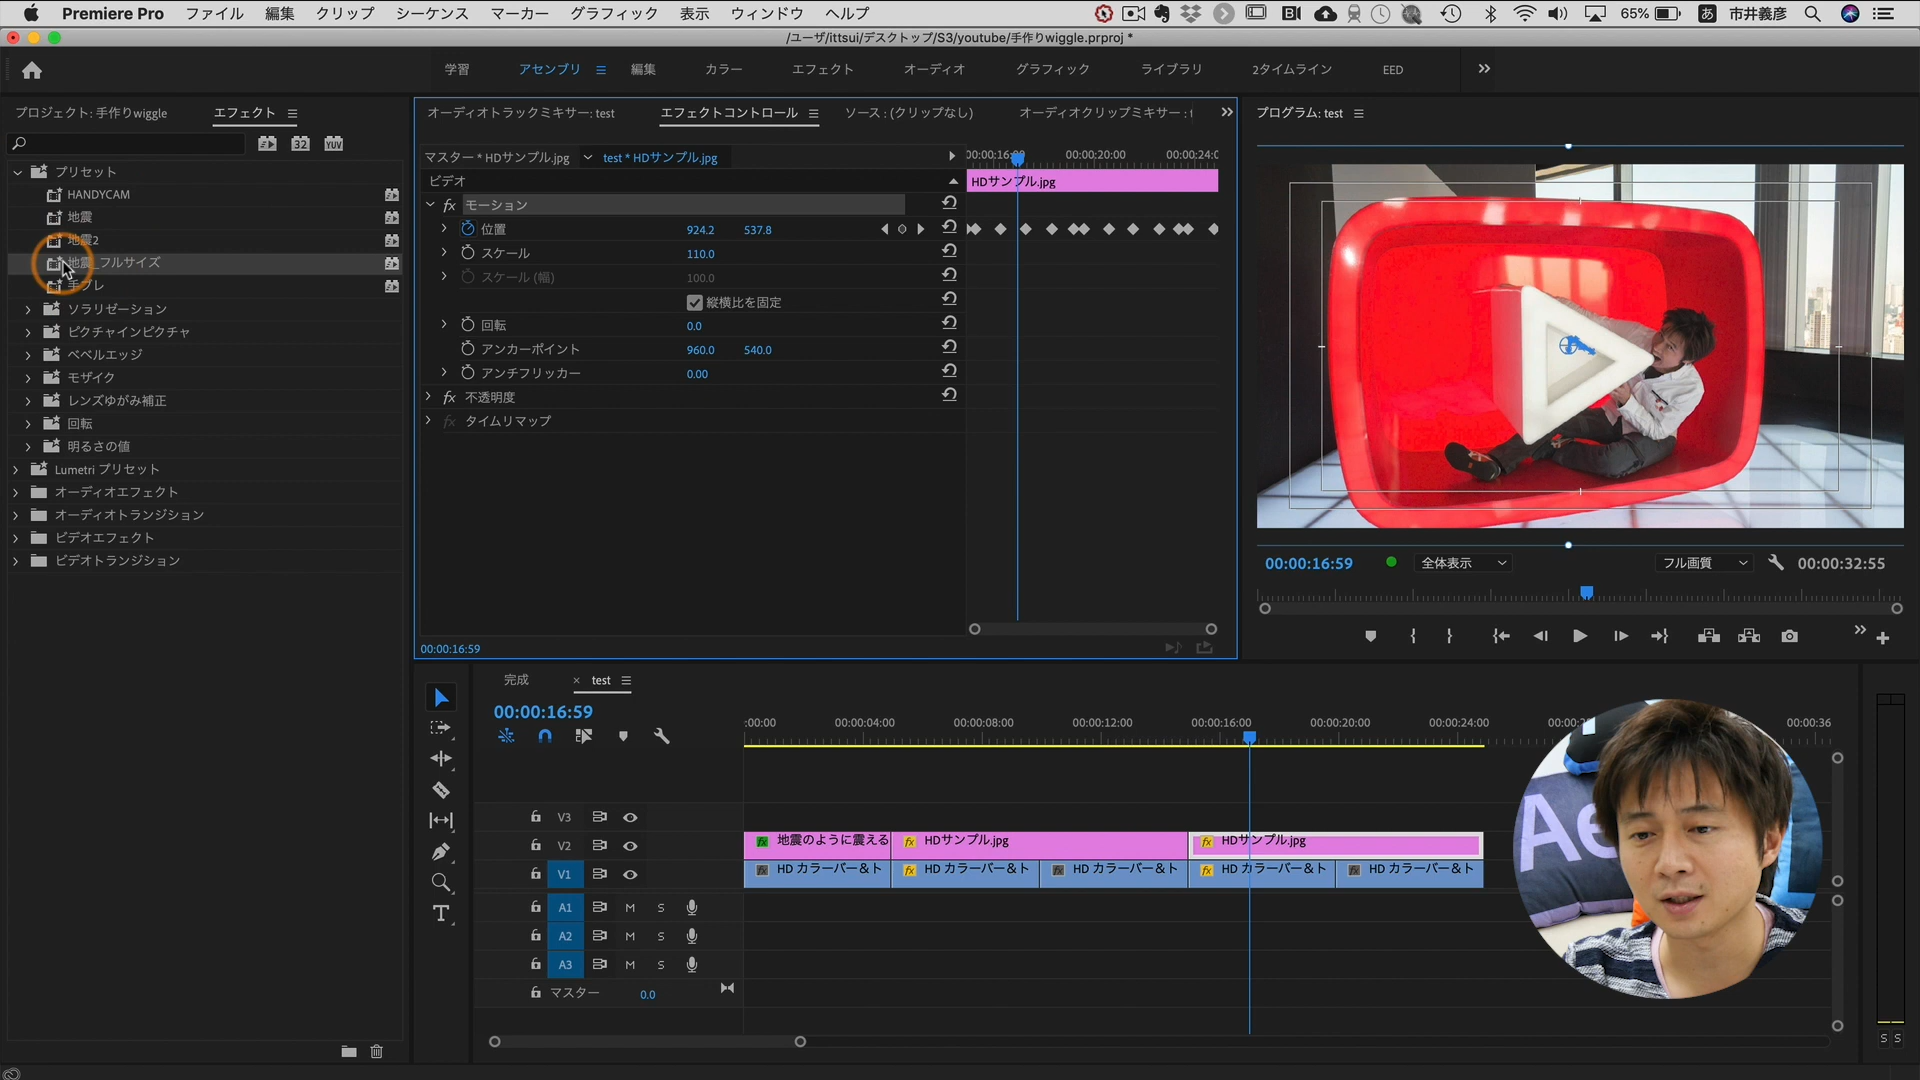 Premiere Pro ファイル 編集 クリップ シーケンス マーカー グラフィック 表示 ウィンドウ ヘルプ 65% あ 市井義彦
/ユーザ/ittsui/デスクトップ/S3/youtube/手作りwiggle.prproj *
学習 アセンブリ 編集 カラー エフェクト オーディオ グラフィック ライブラリ 2タイムライン EED
プロジェクト: 手作りwiggle エフェクト
32 YUV
プリセット
HANDYCAM
地震
地震2
地震_フルサイズ
手ブレ
ソラリゼーション
ピクチャインピクチャ
ベベルエッジ
モザイク
レンズゆがみ補正
回転
明るさの値
Lumetri プリセット
オーディオエフェクト
オーディオトランジション
ビデオエフェクト
ビデオトランジション
オーディオトラックミキサー: test エフェクトコントロール ソース : (クリップなし) オーディオクリップミキサー :
マスター * HDサンプル.jpg test * HDサンプル.jpg
00:00:20:00
ビデオ HDサンプル.jpg
fx モーション
位置 924.2 537.8
スケール 110.0
スケール (幅) 100.0
縦横比を固定
回転 0.0
アンカーポイント 960.0 540.0
アンチフリッカー 0.00
fx 不透明度
fx タイムリマップ
00:00:16:59
プログラム: test
00:00:16:59 全体表示 フル画質 00:00:32:55
完成 × test
00:00:16:59
:00:00 00:00:04:00 00:00:08:00 00:00:12:00 00:00:16:00 00:00:20:00 00:00:24:00 00:00:36
V3
V2 fx 地震のように震える fx HDサンプル.jpg fx HDサンプル.jpg
V1 fx HD カラーバー＆ト fx HD カラーバー＆ト fx HD カラーバー＆ト fx HD カラーバー＆ト fx HD カラーバー＆ト
A1 M S
A2 M S
A3 M S
マスター 0.0
Ae
S S